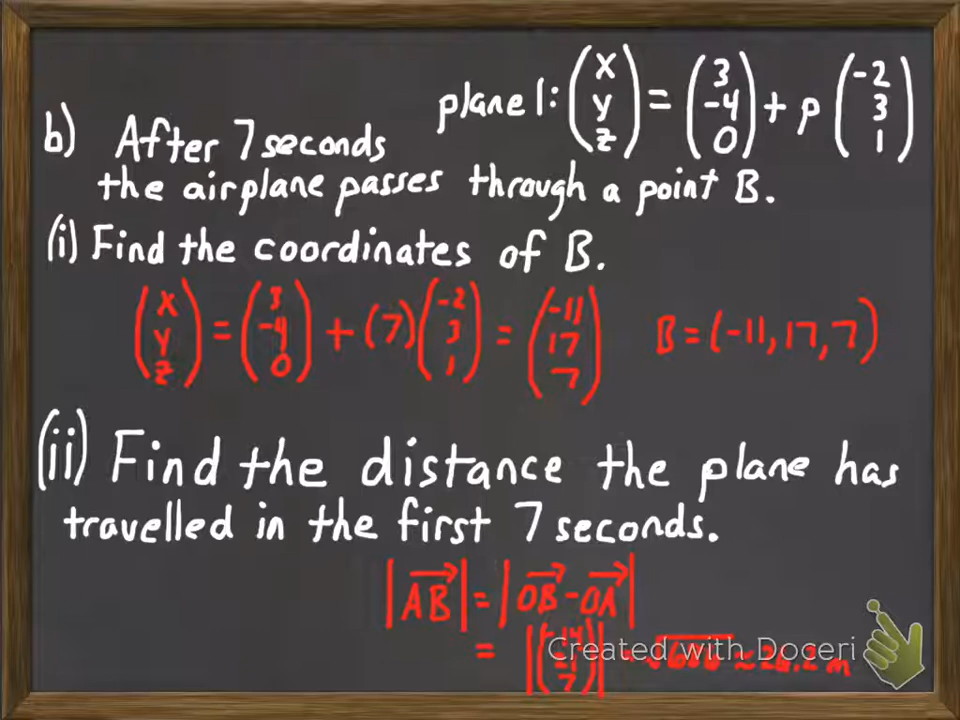 plane 1: (x y z) = (3 -4 0) + p (-2 3 1)
b) After 7 seconds
the airplane passes through a point B.
(i) Find the coordinates of B.
(x y z) = (3 -4 0) + (7) (-2 3 1) = (-11 17 7) B = (-11, 17, 7)
(ii) Find the distance the plane has
travelled in the first 7 seconds.
|AB| = |OB - OA|
=
Created with Doceri